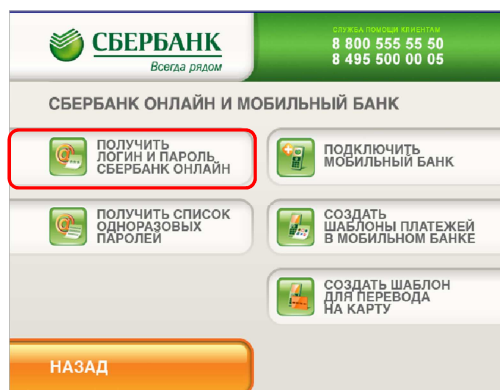 СБЕРБАНК
Всегда рядом
СЛУЖБА ПОМОЩИ КЛИЕНТАМ
8 800 555 55 50
8 495 500 00 05
СБЕРБАНК ОНЛАЙН И МОБИЛЬНЫЙ БАНК
ПОЛУЧИТЬ
ЛОГИН И ПАРОЛЬ
СБЕРБАНК ОНЛАЙН
ПОДКЛЮЧИТЬ
МОБИЛЬНЫЙ БАНК
ПОЛУЧИТЬ СПИСОК
ОДНОРАЗОВЫХ
ПАРОЛЕЙ
СОЗДАТЬ
ШАБЛОНЫ ПЛАТЕЖЕЙ
В МОБИЛЬНОМ БАНКЕ
СОЗДАТЬ ШАБЛОН
ДЛЯ ПЕРЕВОДА
НА КАРТУ
НАЗАД